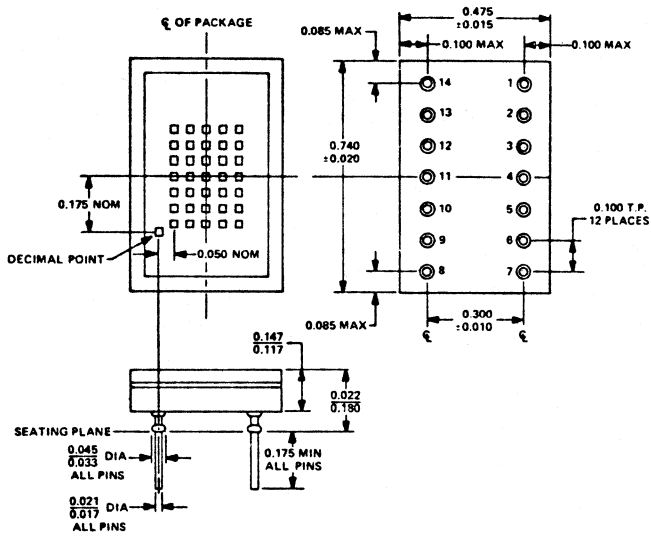 ℄ OF PACKAGE
0.175 NOM
DECIMAL POINT
0.050 NOM
0.475
±0.015
0.085 MAX
0.100 MAX
0.100 MAX
14 1
13 2
12 3
11 4
10 5
9 6
8 7
0.740
±0.020
0.100 T.P.
12 PLACES
0.085 MAX
0.300
±0.010
℄ ℄
0.147
0.117
0.022
0.180
SEATING PLANE
0.045
0.033
DIA
ALL PINS
0.175 MIN
ALL PINS
0.021
0.017
DIA
ALL PINS